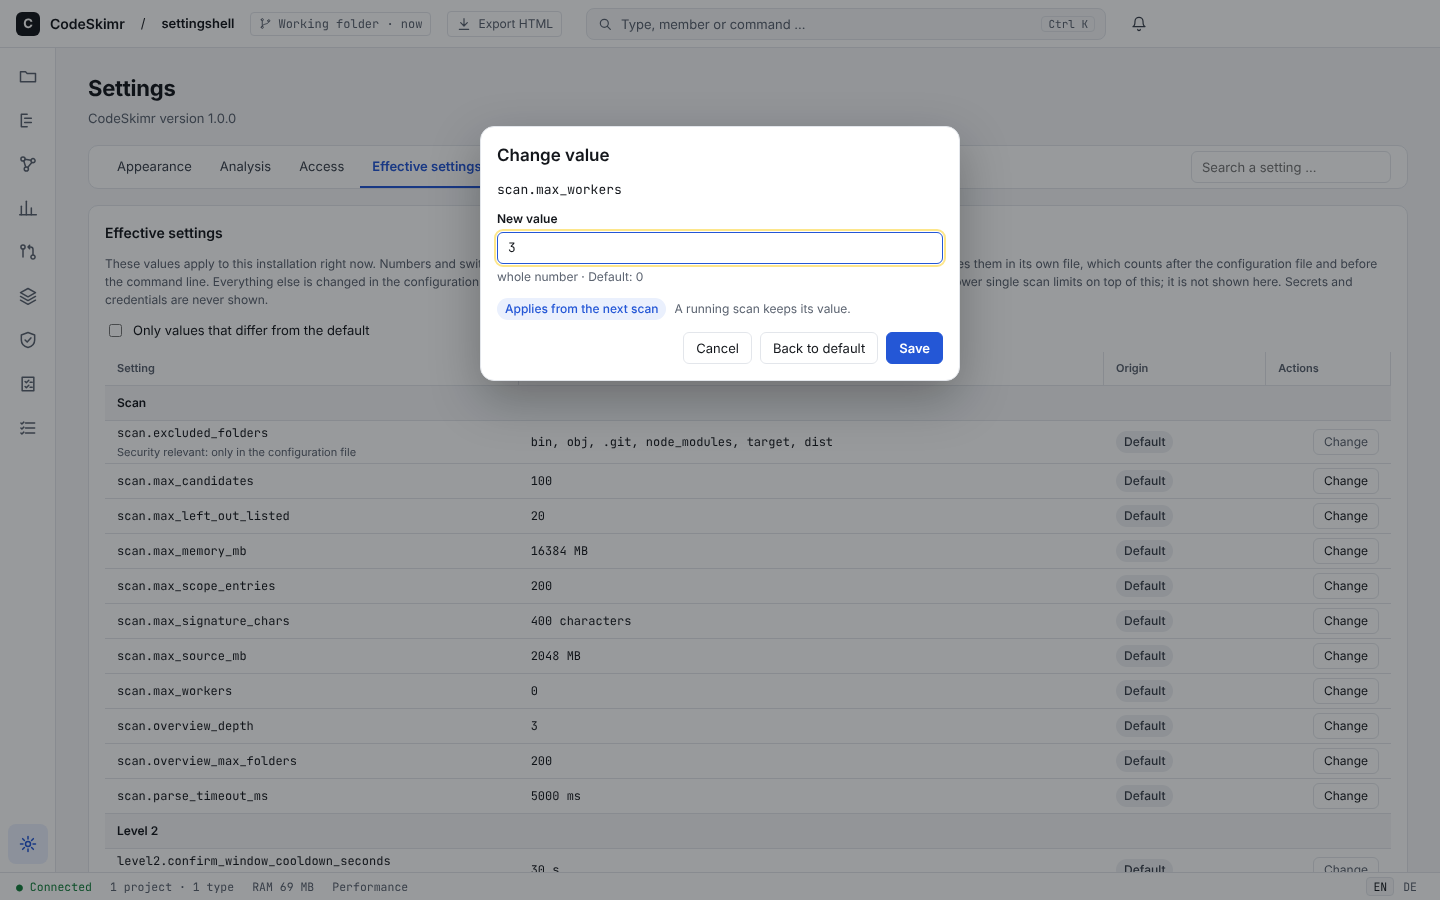 C CodeSkimr / settingshell Working folder · now Export HTML Type, member or command ... Ctrl K
Settings
CodeSkimr version 1.0.0
Appearance Analysis Access Effective settings Search a setting ...
Change value
scan.max_workers
New value
3
whole number · Default: 0
Applies from the next scan A running scan keeps its value.
Cancel Back to default Save
Effective settings
These values apply to this installation right now. Numbers and swi es them in its own file, which counts after the configuration file and before
the command line. Everything else is changed in the configuration ower single scan limits on top of this; it is not shown here. Secrets and
credentials are never shown.
Only values that differ from the default
Setting Origin Actions
Scan
scan.excluded_folders bin, obj, .git, node_modules, target, dist Default Change
Security relevant: only in the configuration file
scan.max_candidates 100 Default Change
scan.max_left_out_listed 20 Default Change
scan.max_memory_mb 16384 MB Default Change
scan.max_scope_entries 200 Default Change
scan.max_signature_chars 400 characters Default Change
scan.max_source_mb 2048 MB Default Change
scan.max_workers 0 Default Change
scan.overview_depth 3 Default Change
scan.overview_max_folders 200 Default Change
scan.parse_timeout_ms 5000 ms Default Change
Level 2
level2.confirm_window_cooldown_seconds 30 s Default Change
Connected 1 project · 1 type RAM 69 MB Performance EN DE